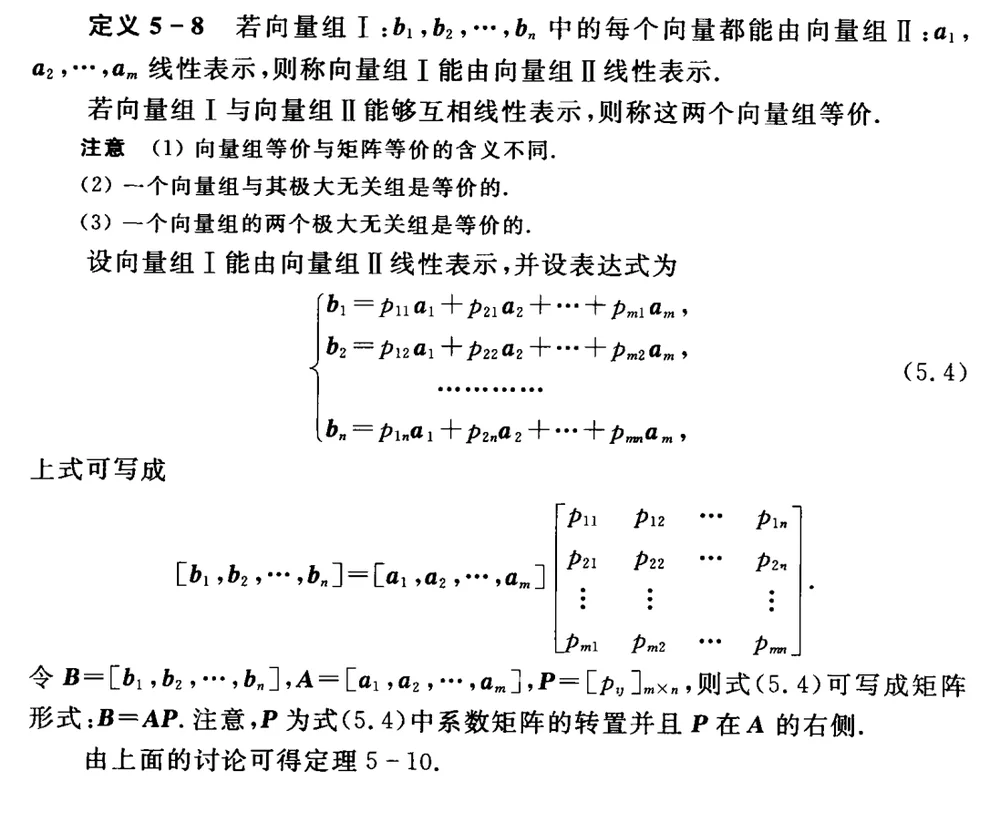 定义 5-8 若向量组Ⅰ:b₁,b₂,⋯,bₙ 中的每个向量都能由向量组Ⅱ:a₁,
a₂,⋯,aₘ 线性表示,则称向量组Ⅰ能由向量组Ⅱ线性表示.
若向量组Ⅰ与向量组Ⅱ能够互相线性表示,则称这两个向量组等价.
注意 (1) 向量组等价与矩阵等价的含义不同.
(2) 一个向量组与其极大无关组是等价的.
(3) 一个向量组的两个极大无关组是等价的.
设向量组Ⅰ能由向量组Ⅱ线性表示,并设表达式为
b₁=p₁₁a₁+p₂₁a₂+⋯+pₘ₁aₘ,
b₂=p₁₂a₁+p₂₂a₂+⋯+pₘ₂aₘ,
………… (5.4)
bₙ=p₁ₙa₁+p₂ₙa₂+⋯+pₘₙaₘ,
上式可写成
p₁₁ p₁₂ ⋯ p₁ₙ
[b₁,b₂,⋯,bₙ]=[a₁,a₂,⋯,aₘ] p₂₁ p₂₂ ⋯ p₂ₙ
⋮ ⋮ ⋮ .
pₘ₁ pₘ₂ ⋯ pₘₙ
令 B=[b₁,b₂,⋯,bₙ],A=[a₁,a₂,⋯,aₘ],P=[pᵢⱼ]ₘ×ₙ,则式(5.4)可写成矩阵
形式:B=AP. 注意,P 为式(5.4)中系数矩阵的转置并且 P 在 A 的右侧.
由上面的讨论可得定理 5-10.